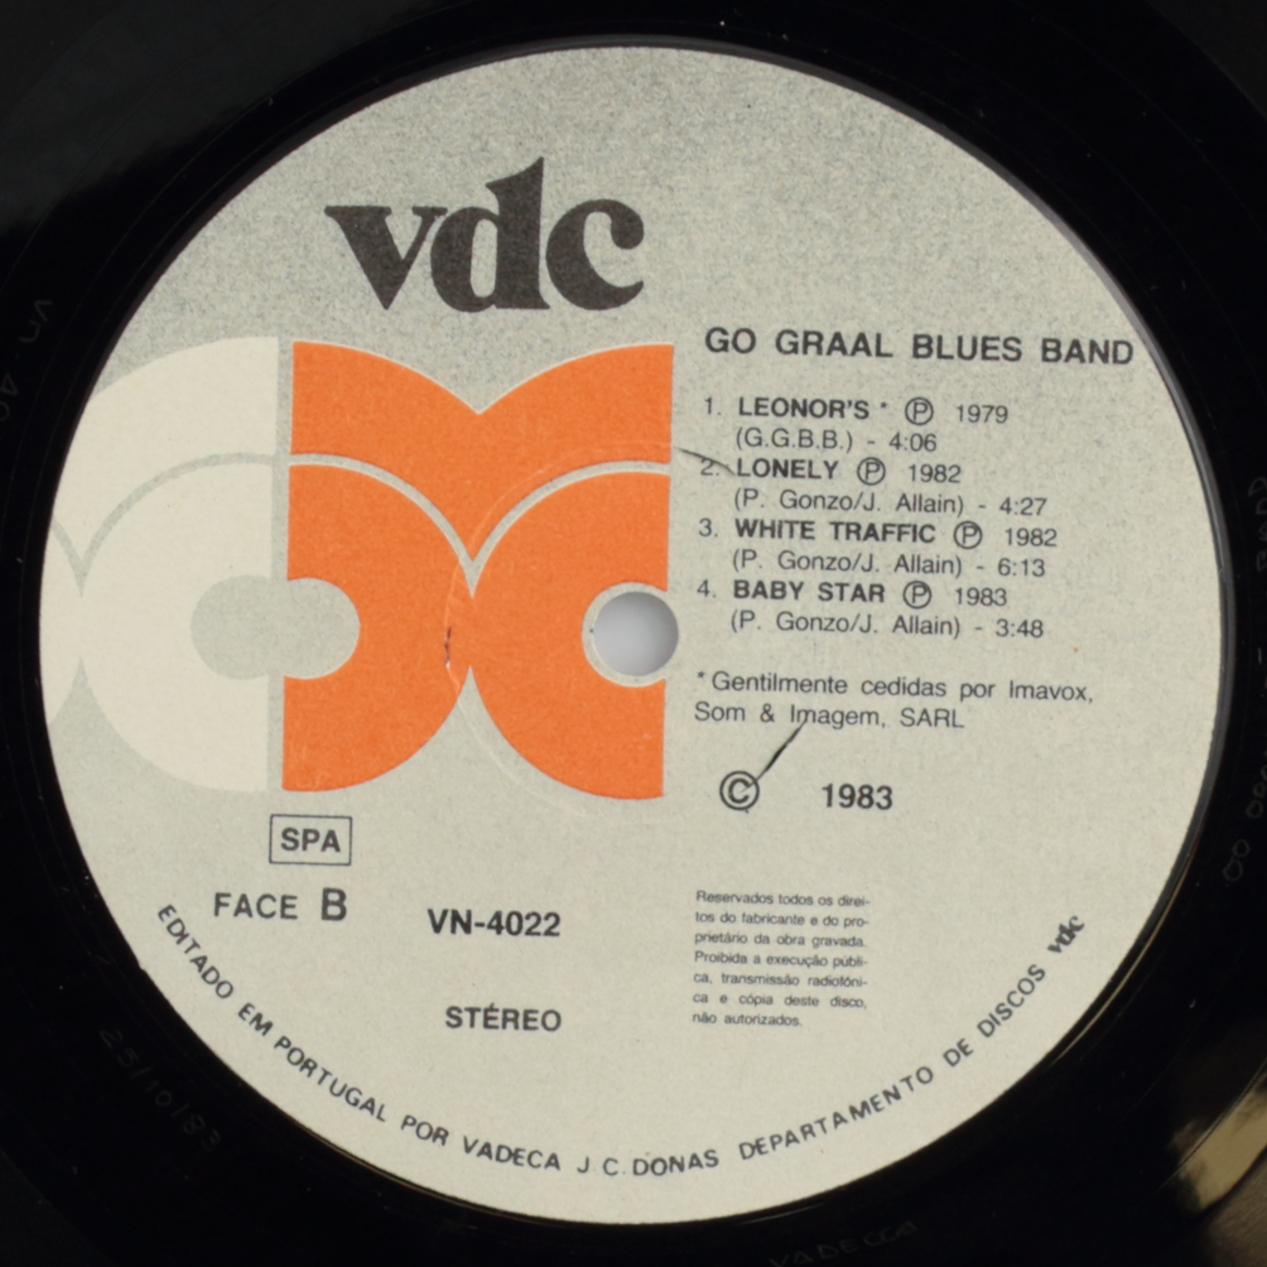 vdc
GO GRAAL BLUES BAND
1. LEONOR'S * Ⓟ 1979
(G.G.B.B.) - 4:06
2. LONELY Ⓟ 1982
(P. Gonzo/J. Allain) - 4:27
3. WHITE TRAFFIC Ⓟ 1982
(P. Gonzo/J. Allain) - 6:13
4. BABY STAR Ⓟ 1983
(P. Gonzo/J. Allain) - 3:48
* Gentilmente cedidas por Imavox,
Som & Imagem, SARL
© 1983
SPA
FACE B
VN-4022
STÉREO
Reservados todos os direi-
tos do fabricante e do pro-
prietário da obra gravada.
Proibida a execução públi-
ca, transmissão radiofóni-
ca e cópia deste disco,
não autorizados.
EDITADO EM PORTUGAL POR VADECA J.C. DONAS DEPARTAMENTO DE DISCOS vdc
25/10/83
VADECCA